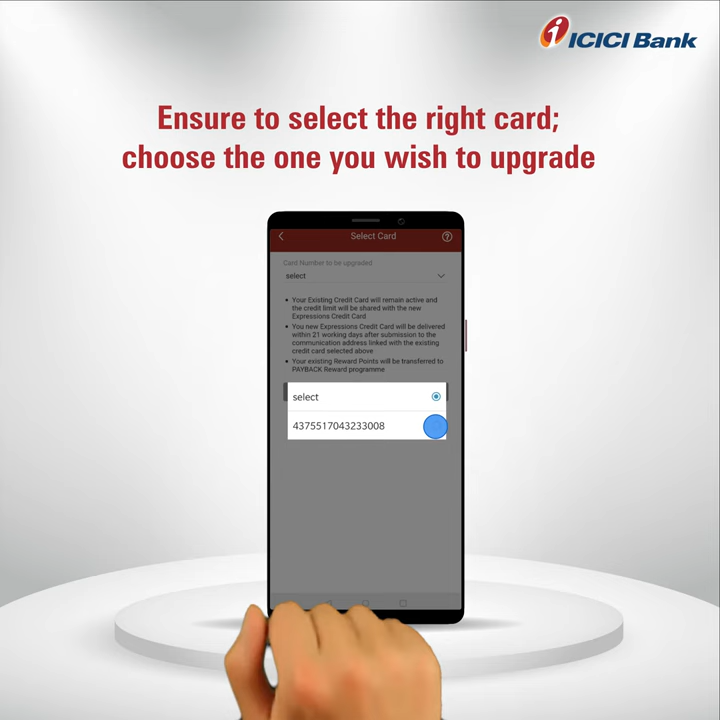 ICICI Bank
Ensure to select the right card;
choose the one you wish to upgrade
Select Card
Card Number to be upgraded
select
Your Existing Credit Card will remain active and
the credit limit will be shared with the new
Expressions Credit Card
You new Expressions Credit Card will be delivered
within 21 working days after submission to the
communication address linked with the existing
credit card selected above
Your existing Reward Points will be transferred to
PAYBACK Reward programme
select
4375517043233008